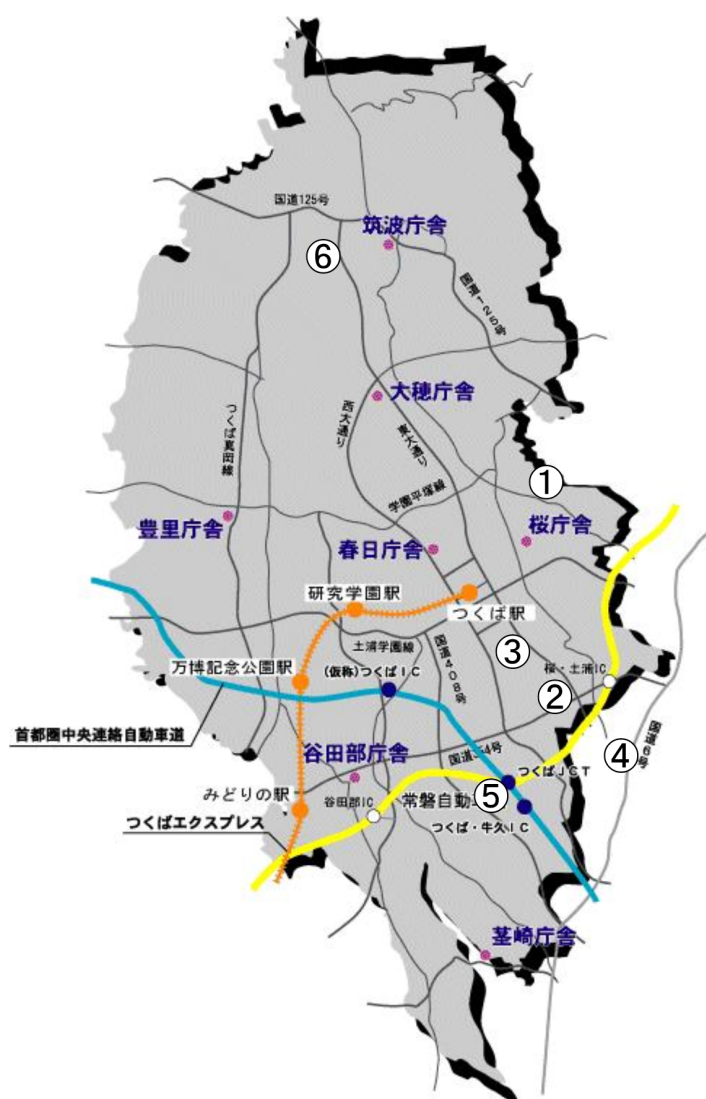 国道125号
筑波庁舎
⑥
国道125号
大穂庁舎
つくば真岡線
西大通り
東大通り
①
学園平塚線
豊里庁舎
桜庁舎
春日庁舎
研究学園駅
つくば駅
土浦学園線
③
国道408号
万博記念公園駅
(仮称)つくばIC
桜・土浦IC
②
首都圏中央連絡自動車道
国道6号
谷田部庁舎
④
つくばJCT
みどりの駅
谷田部IC
常磐自動
⑤
つくばエクスプレス
つくば・牛久IC
茎崎庁舎